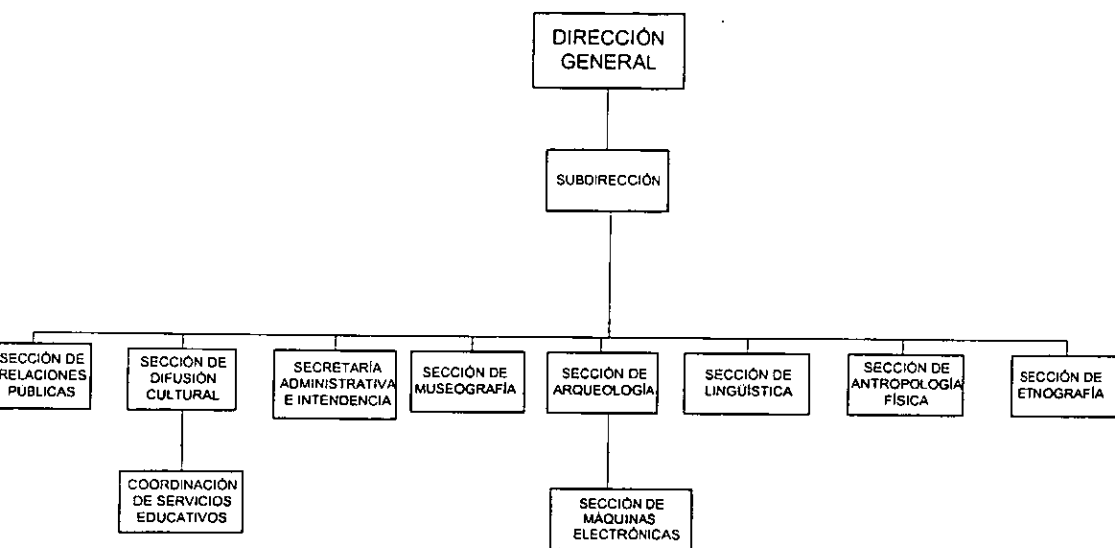 DIRECCIÓN
GENERAL
SUBDIRECCIÓN
SECCIÓN DE
RELACIONES
PÚBLICAS
SECCIÓN DE
DIFUSIÓN
CULTURAL
SECRETARÍA
ADMINISTRATIVA
E INTENDENCIA
SECCIÓN DE
MUSEOGRAFÍA
SECCIÓN DE
ARQUEOLOGÍA
SECCIÓN DE
LINGÜÍSTICA
SECCIÓN DE
ANTROPOLOGÍA
FÍSICA
SECCIÓN DE
ETNOGRAFÍA
COORDINACIÓN
DE SERVICIOS
EDUCATIVOS
SECCIÓN DE
MÁQUINAS
ELECTRÓNICAS